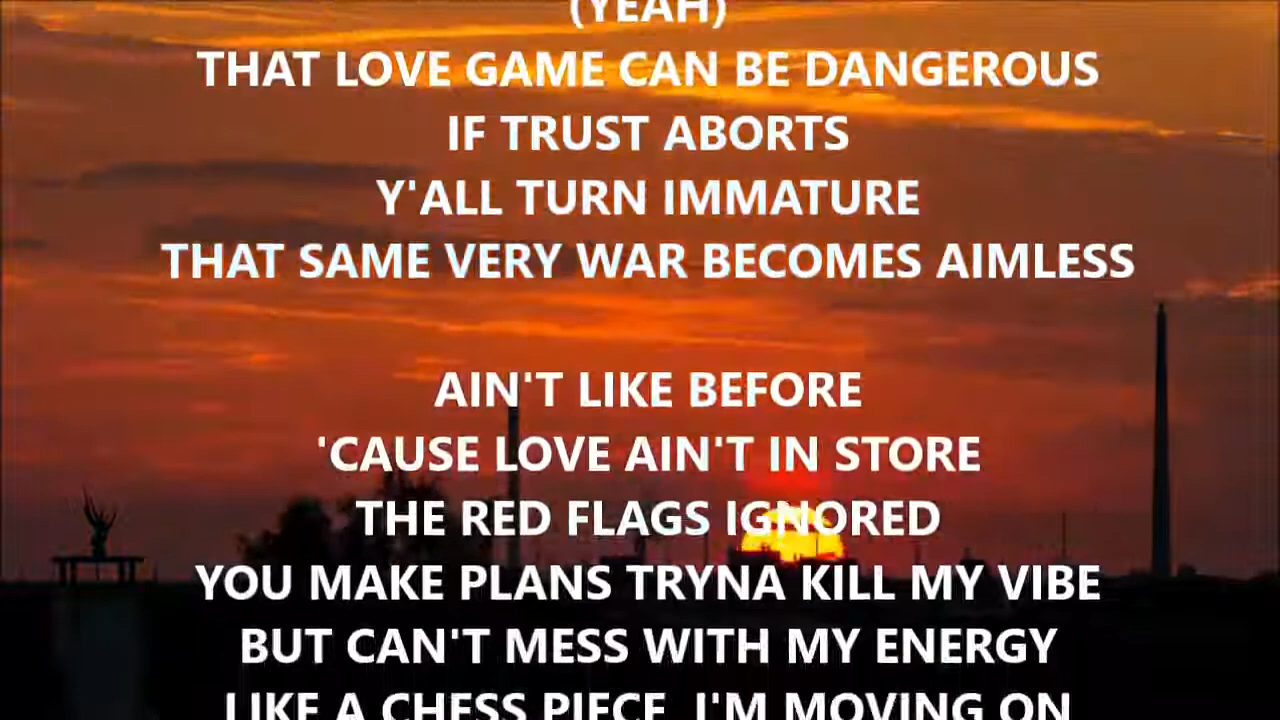 (YEAH)
THAT LOVE GAME CAN BE DANGEROUS
IF TRUST ABORTS
Y'ALL TURN IMMATURE
THAT SAME VERY WAR BECOMES AIMLESS
AIN'T LIKE BEFORE
'CAUSE LOVE AIN'T IN STORE
THE RED FLAGS IGNORED
YOU MAKE PLANS TRYNA KILL MY VIBE
BUT CAN'T MESS WITH MY ENERGY
LIKE A CHESS PIECE, I'M MOVING ON